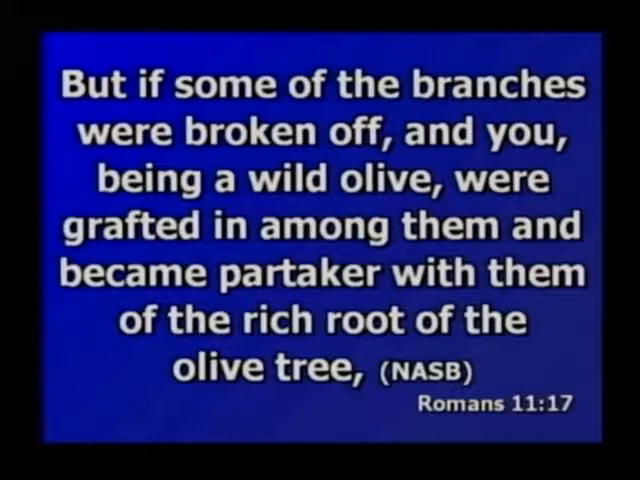 But if some of the branches
were broken off, and you,
being a wild olive, were
grafted in among them and
became partaker with them
of the rich root of the
olive tree, (NASB)
Romans 11:17